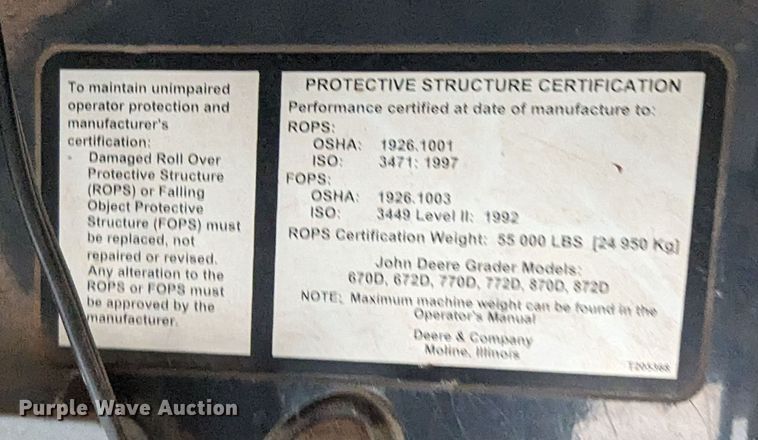 To maintain unimpaired
operator protection and
manufacturer's
certification:
- Damaged Roll Over
Protective Structure
(ROPS) or Falling
Object Protective
Structure (FOPS) must
be replaced, not
repaired or revised.
Any alteration to the
ROPS or FOPS must
be approved by the
manufacturer.
PROTECTIVE STRUCTURE CERTIFICATION
Performance certified at date of manufacture to:
ROPS:
OSHA: 1926.1001
ISO: 3471: 1997
FOPS:
OSHA: 1926.1003
ISO: 3449 Level II: 1992
ROPS Certification Weight: 55 000 LBS [24 950 Kg]
John Deere Grader Models:
670D, 672D, 770D, 772D, 870D, 872D
NOTE: Maximum machine weight can be found in the
Operator's Manual
Deere & Company
Moline, Illinois
Purple Wave Auction